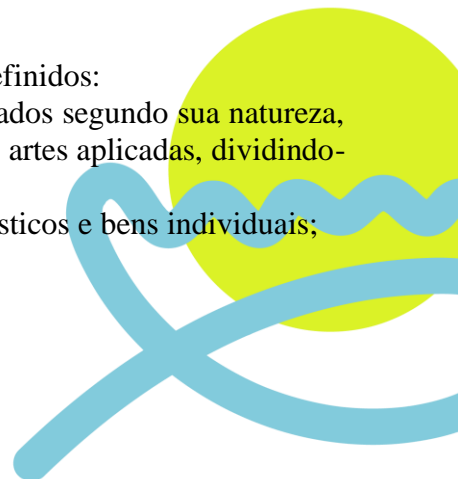 efinidos:
ados segundo sua natureza,
artes aplicadas, dividindo-
sticos e bens individuais;